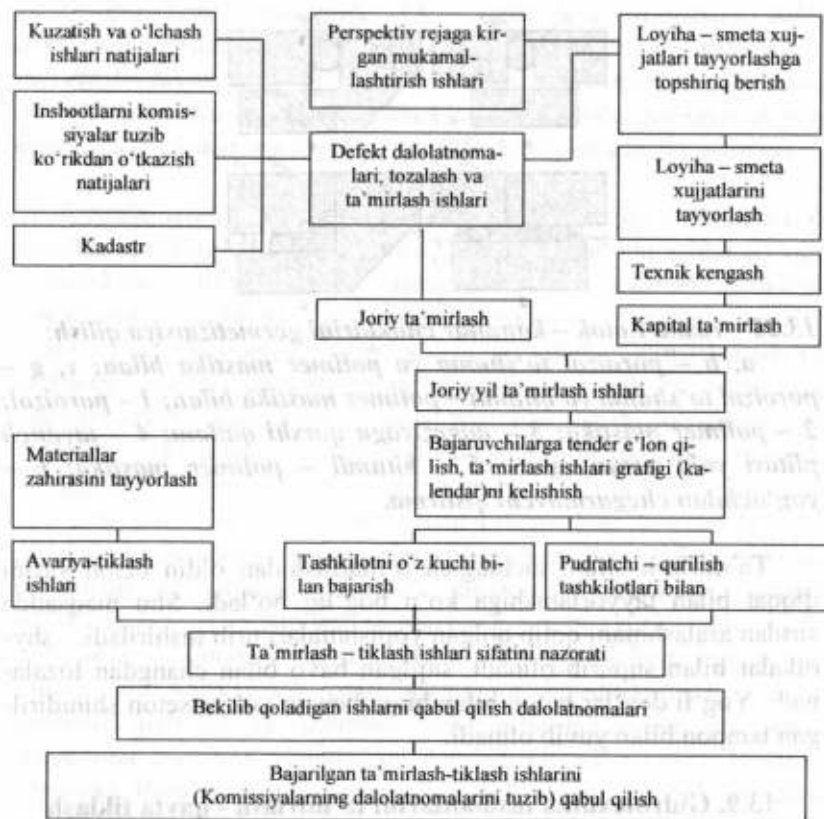 Kuzatish va o‘lchash
ishlari natijalari
Perspektiv rejaga kir-
gan mukamal-
lashtirish ishlari
Loyiha – smeta xuj-
jatlari tayyorlashga
topshiriq berish
Inshootlarni komis-
siyalar tuzib
ko‘rikdan o‘tkazish
natijalari
Defekt dalolatnoma-
lari, tozalash va
ta’mirlash ishlari
Loyiha – smeta
xujjatlarini
tayyorlash
Kadastr
Texnik kengash
Joriy ta’mirlash
Kapital ta’mirlash
Joriy yil ta’mirlash ishlari
Materiallar
zahirasini tayyorlash
Bajaruvchilarga tender e’lon qi-
lish, ta’mirlash ishlari grafigi (ka-
lendar)ni kelishish
Avariya-tiklash
ishlari
Tashkilotni o‘z kuchi bi-
lan bajarish
Pudratchi – qurilish
tashkilotlari bilan
Ta’mirlash – tiklash ishlari sifatini nazorati
Bekilib qoladigan ishlarni qabul qilish dalolatnomalari
Bajarilgan ta’mirlash-tiklash ishlarini
(Komissiyalarning dalolatnomalarini tuzib) qabul qilish